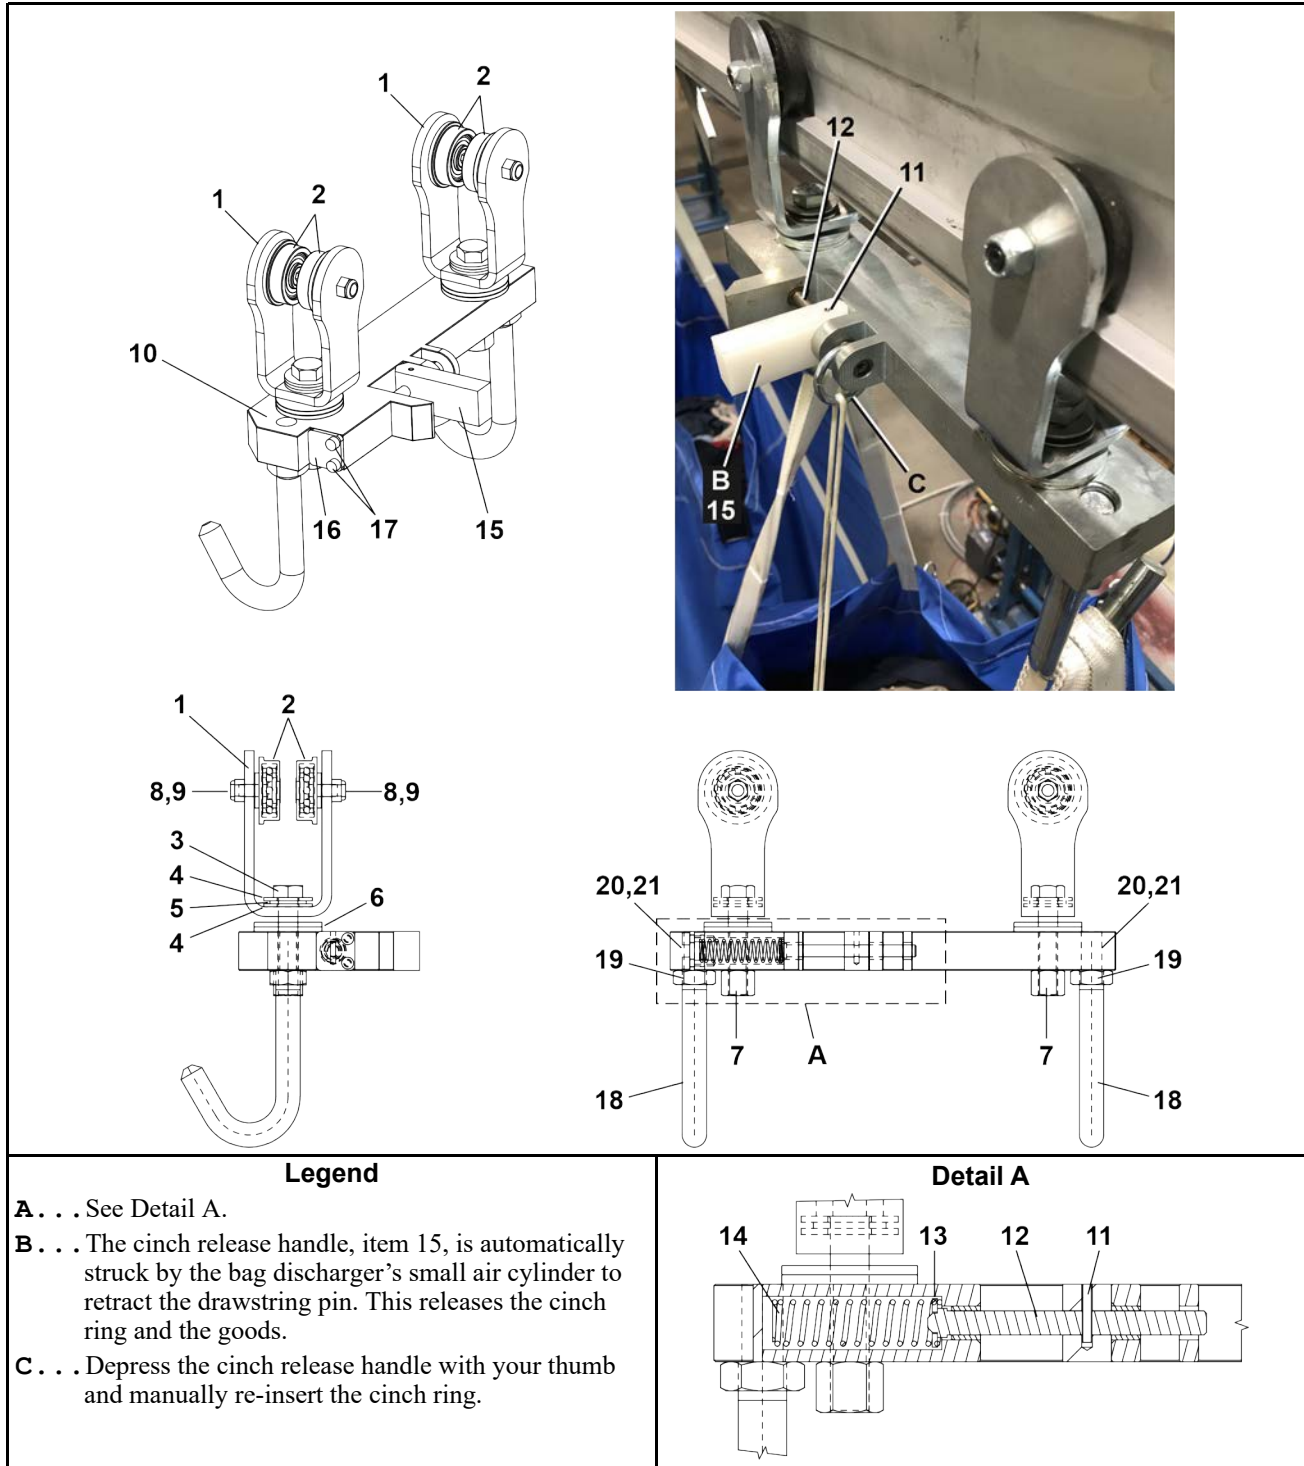 1
2
1
2
10
16
17
15
12
11
B
15
C
1
2
8,9
8,9
3
4
5
4
6
20,21
20,21
19
19
7
A
7
18
18
Legend
A. . . See Detail A.
B. . . The cinch release handle, item 15, is automatically
struck by the bag discharger’s small air cylinder to
retract the drawstring pin. This releases the cinch
ring and the goods.
C. . . Depress the cinch release handle with your thumb
and manually re-insert the cinch ring.
Detail A
14
13
12
11